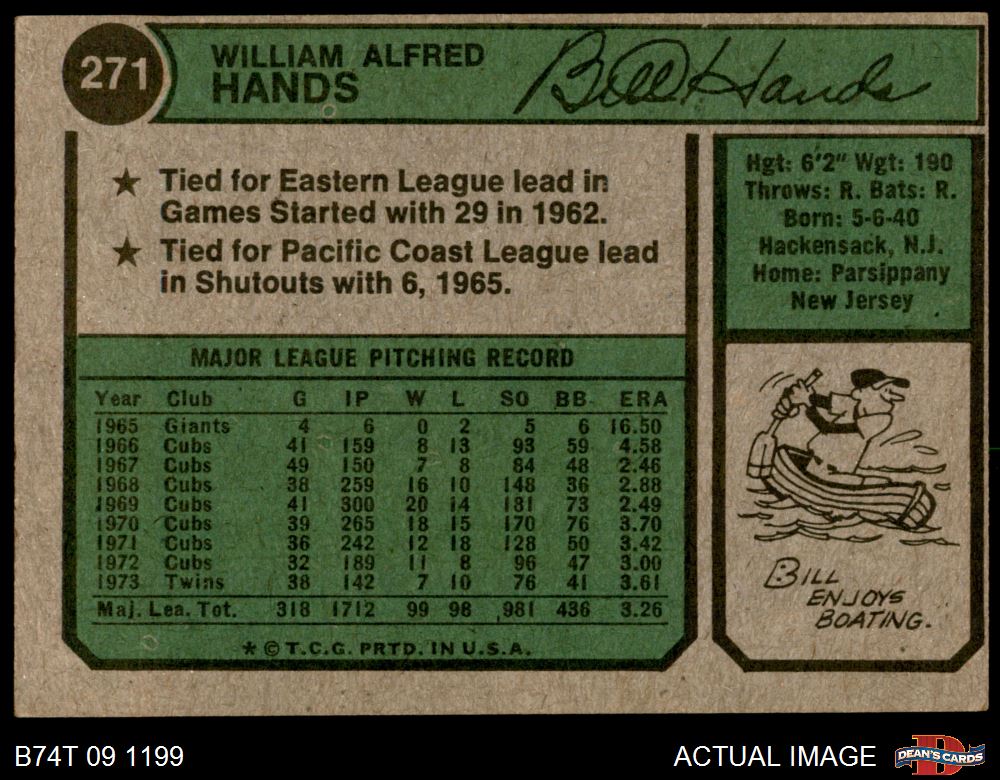 271
WILLIAM ALFRED
HANDS
Bill Hands
★ Tied for Eastern League lead in
Games Started with 29 in 1962.
★ Tied for Pacific Coast League lead
in Shutouts with 6, 1965.
Hgt: 6'2" Wgt: 190
Throws: R. Bats: R.
Born: 5-6-40
Hackensack, N.J.
Home: Parsippany
New Jersey
MAJOR LEAGUE PITCHING RECORD
Year Club G IP W L SO BB ERA
1965 Giants 4 6 0 2 5 6 16.50
1966 Cubs 41 159 8 13 93 59 4.58
1967 Cubs 49 150 7 8 84 48 2.46
1968 Cubs 38 259 16 10 148 36 2.88
1969 Cubs 41 300 20 14 181 73 2.49
1970 Cubs 39 265 18 15 170 76 3.70
1971 Cubs 36 242 12 18 128 50 3.42
1972 Cubs 32 189 11 8 96 47 3.00
1973 Twins 38 142 7 10 76 41 3.61
Maj. Lea. Tot. 318 1712 99 98 981 436 3.26
* © T.C.G. PRTD. IN U.S.A.
BILL
ENJOYS
BOATING.
B74T 09 1199
ACTUAL IMAGE
D
DEAN'S CARDS